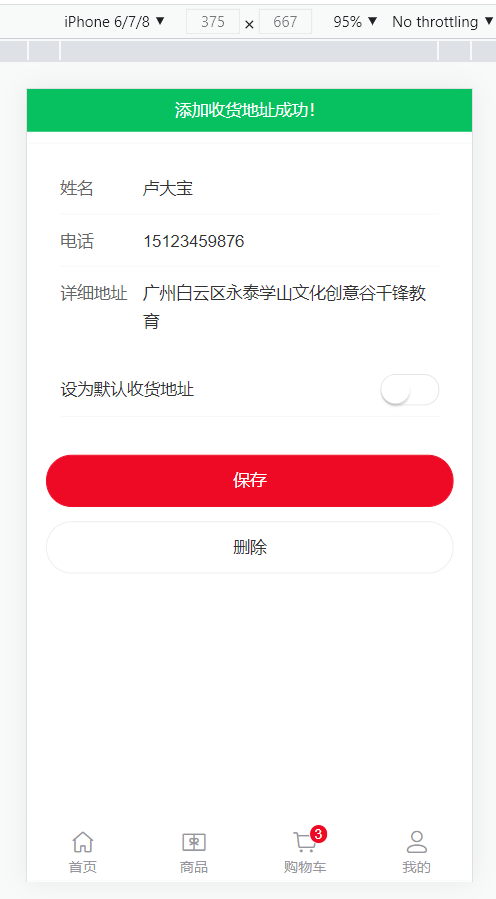 iPhone 6/7/8 ▼ 375 × 667 95% ▼ No throttling ▼
添加收货地址成功！
姓名 卢大宝
电话 15123459876
详细地址 广州白云区永泰学山文化创意谷千锋教
育
设为默认收货地址
保存
删除
3
首页 商品 购物车 我的